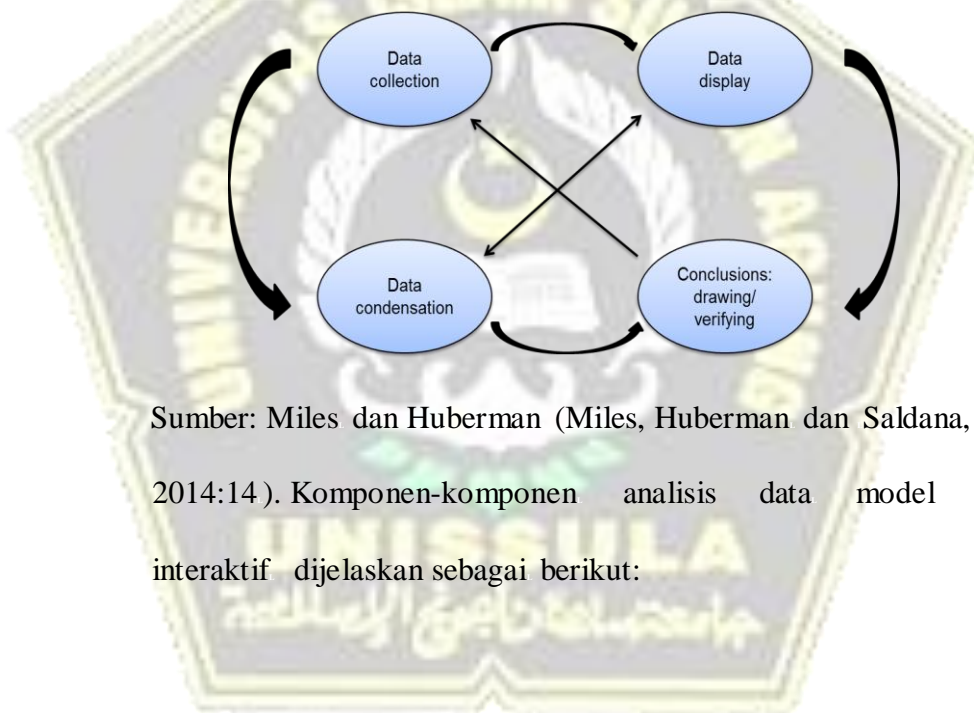 Data
collection
Data
display
Data
condensation
Conclusions:
drawing/
verifying
Sumber: Miles dan Huberman (Miles, Huberman dan Saldana,
2014:14). Komponen-komponen analisis data model
interaktif dijelaskan sebagai berikut:
UNISSULA